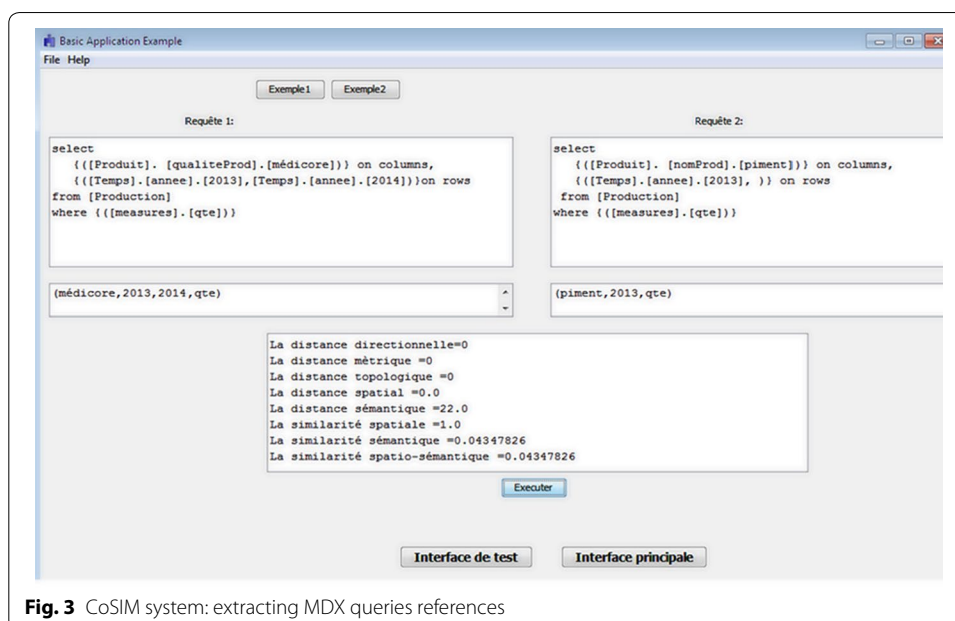 Basic Application Example
File Help
Exemple1 Exemple2
Requête 1:
select
{([Produit]. [qualiteProd].[médicore])} on columns,
{([Temps].[annee].[2013],[Temps].[annee].[2014])}on rows
from [Production]
where {([measures].[qte])}
(médicore,2013,2014,qte)
Requête 2:
select
{([Produit]. [nomProd].[piment])} on columns,
{([Temps].[annee].[2013], )} on rows
from [Production]
where {([measures].[qte])}
(piment,2013,qte)
La distance directionnelle=0
La distance mètrique =0
La distance topologique =0
La distance spatial =0.0
La distance sémantique =22.0
La similarité spatiale =1.0
La similarité sémantique =0.04347826
La similarité spatio-sémantique =0.04347826
Executer
Interface de test Interface principale
Fig. 3 CoSIM system: extracting MDX queries references